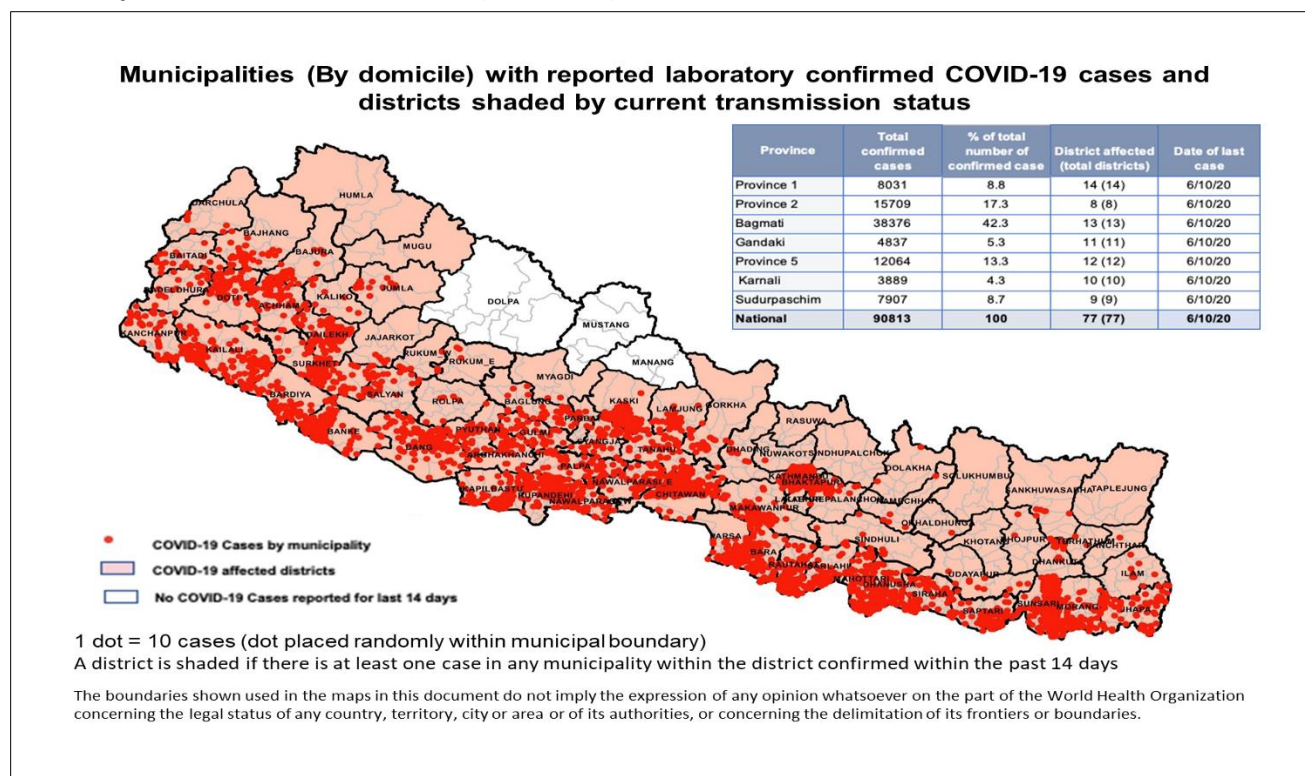 Municipalities (By domicile) with reported laboratory confirmed COVID-19 cases and
districts shaded by current transmission status
Province Total confirmed cases % of total number of confirmed case District affected (total districts) Date of last case
Province 1 8031 8.8 14 (14) 6/10/20
Province 2 15709 17.3 8 (8) 6/10/20
Bagmati 38376 42.3 13 (13) 6/10/20
Gandaki 4837 5.3 11 (11) 6/10/20
Province 5 12064 13.3 12 (12) 6/10/20
Karnali 3889 4.3 10 (10) 6/10/20
Sudurpaschim 7907 8.7 9 (9) 6/10/20
National 90813 100 77 (77) 6/10/20
HUMLA
DARCHULA
BAJHANG
MUGU
BAITADI
BAJURA
DOTI
ACHHAM
KALIKO
JUMLA
DOLPA
MUSTANG
MANANG
KANCHANPUR
KAILALI
DAILEKH
JAJARKOT
SURKHET
RUKUM_W
RUKUM_E
MYAGDI
BARDIYA
SALYAN
ROLPA
BAGLUNG
KASKI
LAMJUNG
GORKHA
BANKE
DANG
PYUTHAN
GULMI
PARBAT
SYANGJA
TANAHU
DHADING
RASUWA
NUWAKOT
SINDHUPALCHOK
DOLAKHA
SOLUKHUMBU
SANKHUWASABHA
TAPLEJUNG
PALPA
KAPILBASTU
RUPANDEHI
NAWALPARASI_E
CHITAWAN
KATHMANDU
BHAKTAPUR
MAKAWANPUR
OKHALDHUNGA
KHOTANG
BHOJPUR
TERHATHUM
DHANKUTA
ILAM
BARA
SINDHULI
UDAYAPUR
DHANUSHA
SIRAHA
SAPTARI
SUNSARI
MORANG
JHAPA
COVID-19 Cases by municipality
COVID-19 affected districts
No COVID-19 Cases reported for last 14 days
1 dot = 10 cases (dot placed randomly within municipal boundary)
A district is shaded if there is at least one case in any municipality within the district confirmed within the past 14 days
The boundaries shown used in the maps in this document do not imply the expression of any opinion whatsoever on the part of the World Health Organization
concerning the legal status of any country, territory, city or area or of its authorities, or concerning the delimitation of its frontiers or boundaries.